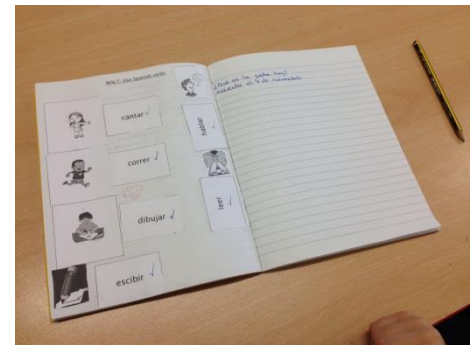 WALT: Use Spanish verbs
cantar
correr
dibujar
escibir
hablar
leer
¿Qué es la fecha hoy?
miércoles el 9 de noviembre